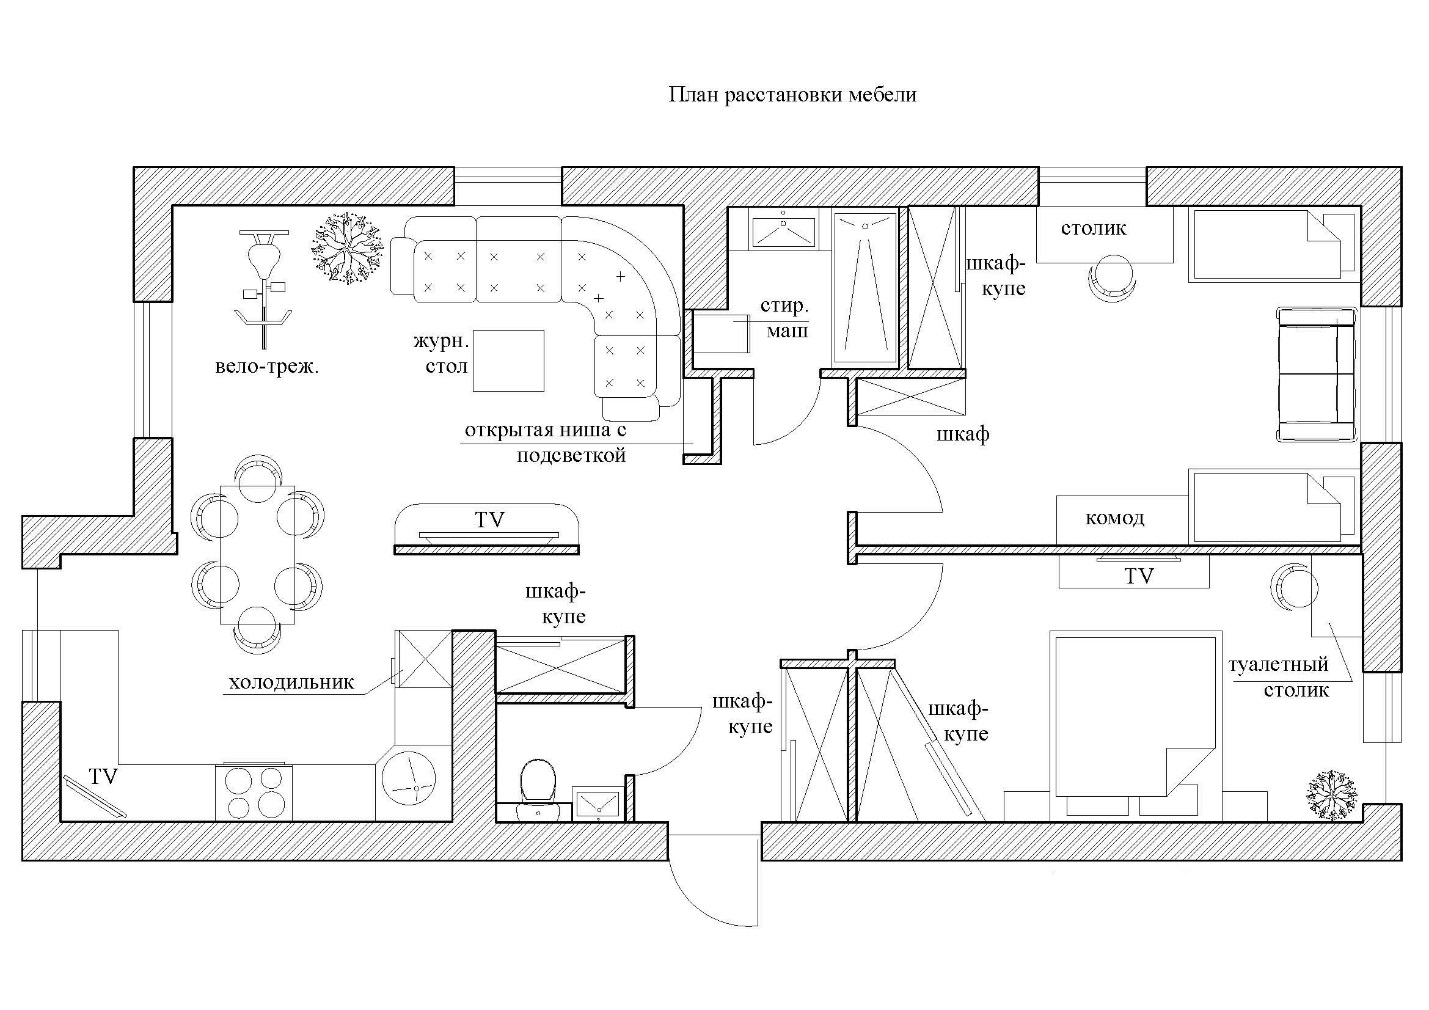 План расстановки мебели
столик
шкаф-
купе
стир.
маш
журн.
стол
вело-треж.
открытая ниша с
подсветкой
шкаф
TV
комод
шкаф-
купе
TV
холодильник
туалетный
столик
шкаф-
купе
шкаф-
купе
TV